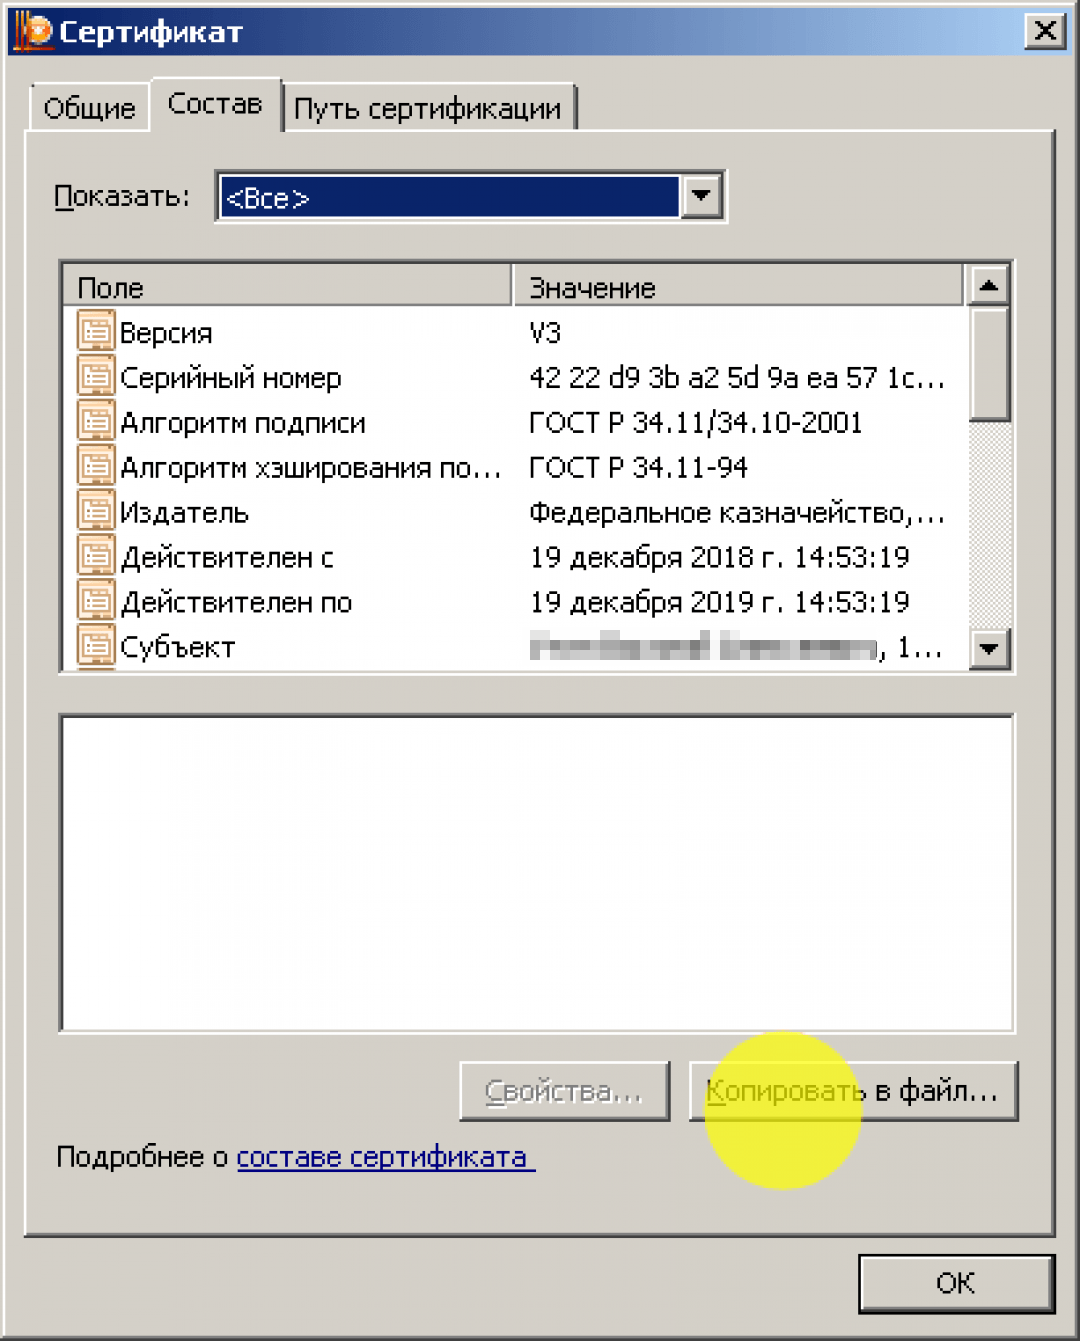 Сертификат
Общие Состав Путь сертификации
Показать: <Все>
Поле Значение
Версия V3
Серийный номер 42 22 d9 3b a2 5d 9a ea 57 1c...
Алгоритм подписи ГОСТ Р 34.11/34.10-2001
Алгоритм хэширования по... ГОСТ Р 34.11-94
Издатель Федеральное казначейство,...
Действителен с 19 декабря 2018 г. 14:53:19
Действителен по 19 декабря 2019 г. 14:53:19
Субъект , 1...
Свойства... Копировать в файл...
Подробнее о составе сертификата
ОК